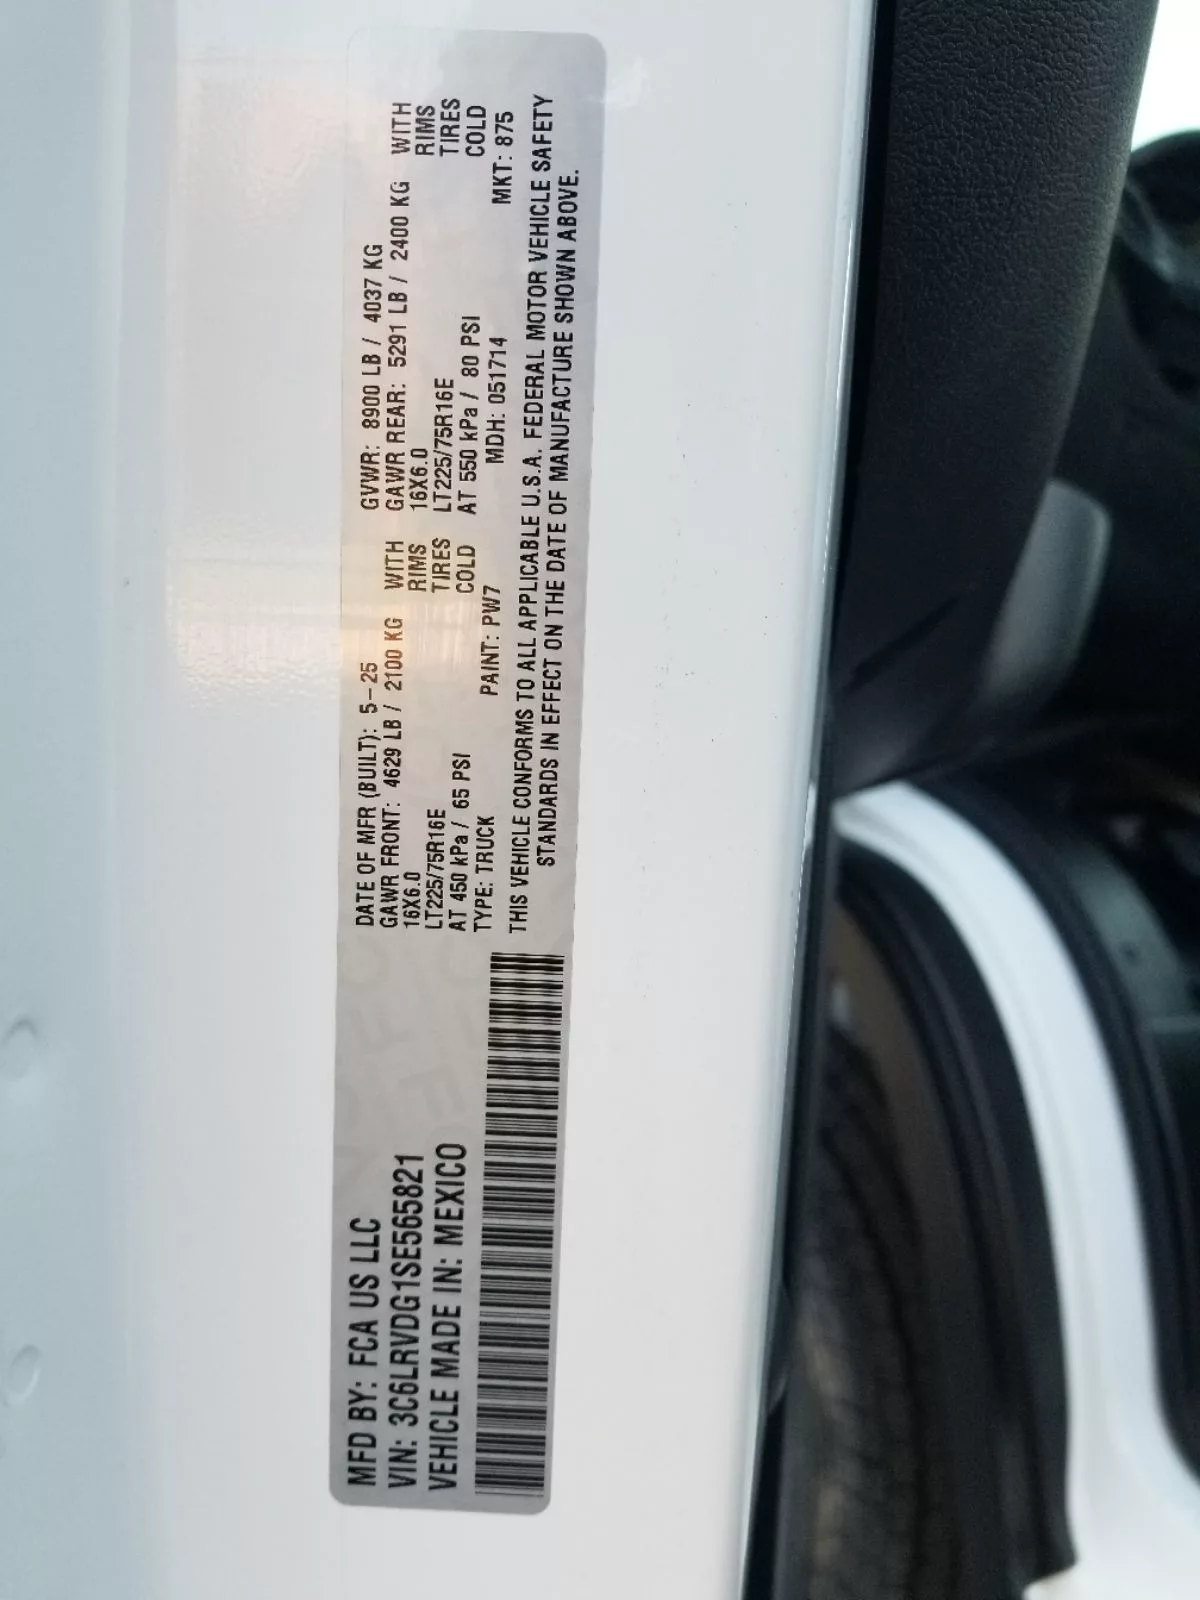 MFD BY: FCA US LLC
VIN: 3C6LRVDG1SE565821
VEHICLE MADE IN: MEXICO
DATE OF MFR (BUILT): 5-25 GVWR: 8900 LB / 4037 KG
GAWR FRONT: 4629 LB / 2100 KG WITH GAWR REAR: 5291 LB / 2400 KG WITH
16X6.0 RIMS 16X6.0 RIMS
LT225/75R16E TIRES LT225/75R16E TIRES
AT 450 kPa / 65 PSI COLD AT 550 kPa / 80 PSI COLD
TYPE: TRUCK PAINT: PW7 MDH: 051714 MKT: 875
THIS VEHICLE CONFORMS TO ALL APPLICABLE U.S.A. FEDERAL MOTOR VEHICLE SAFETY
STANDARDS IN EFFECT ON THE DATE OF MANUFACTURE SHOWN ABOVE.